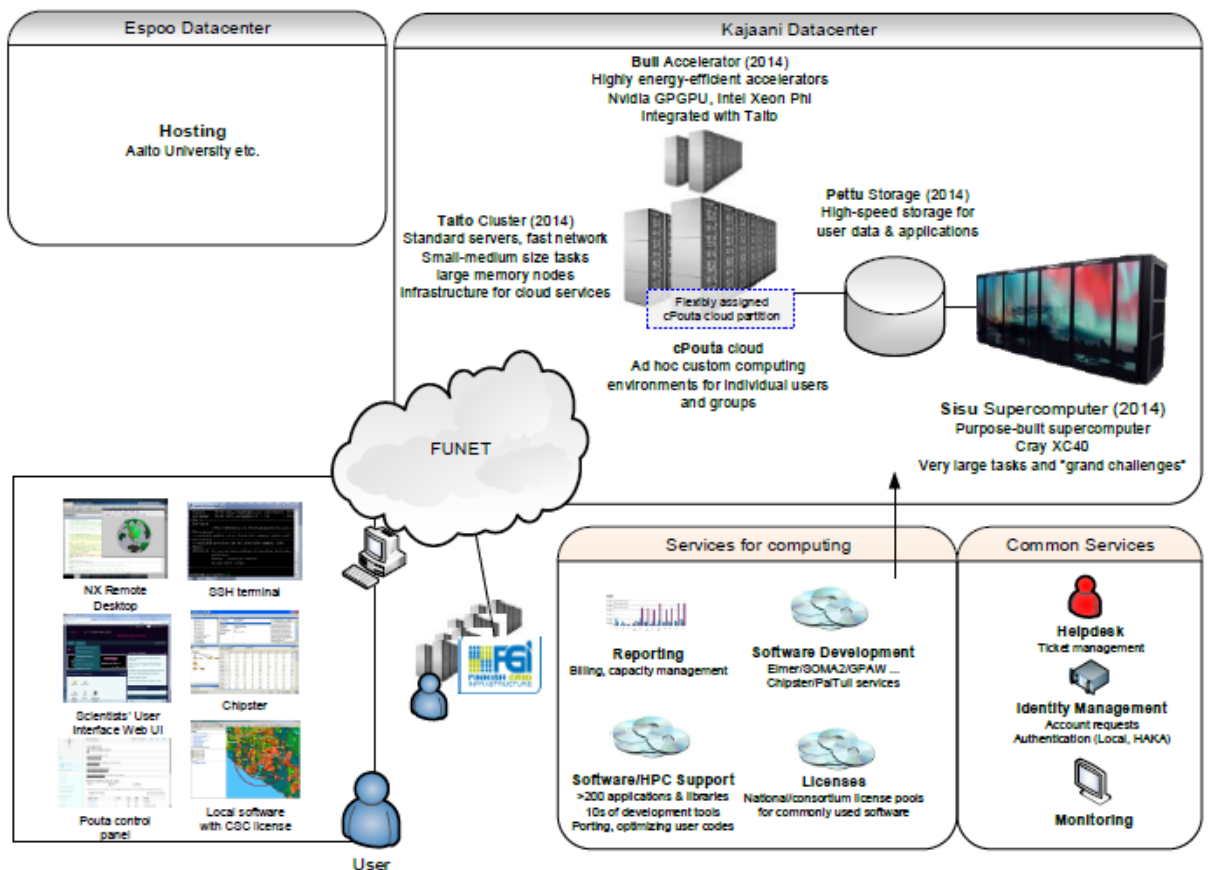 Espoo Datacenter
Hosting
Aalto University etc.
Kajaani Datacenter
Bull Accelerator (2014)
Highly energy-efficient accelerators
Nvidia GPGPU, Intel Xeon Phi
Integrated with Taito
Taito Cluster (2014)
Standard servers, fast network
Small-medium size tasks
large memory nodes
Infrastructure for cloud services
Flexibly assigned
cPouta cloud partition
cPouta cloud
Ad hoc custom computing
environments for individual users
and groups
Pettu Storage (2014)
High-speed storage for
user data & applications
Sisu Supercomputer (2014)
Purpose-built supercomputer
Cray XC40
Very large tasks and "grand challenges"
FUNET
NX Remote
Desktop
SSH terminal
Scientists' User
Interface Web UI
Chipster
Pouta control
panel
Local software
with CSC license
User
FGI
FINNISH GRID
INFRASTRUCTURE
Services for computing
Reporting
Billing, capacity management
Software Development
Elmer/SOMA2/GPAW ...
Chipster/PaiTuli services
Software/HPC Support
>200 applications & libraries
10s of development tools
Porting, optimizing user codes
Licenses
National/consortium license pools
for commonly used software
Common Services
Helpdesk
Ticket management
Identity Management
Account requests
Authentication (Local, HAKA)
Monitoring